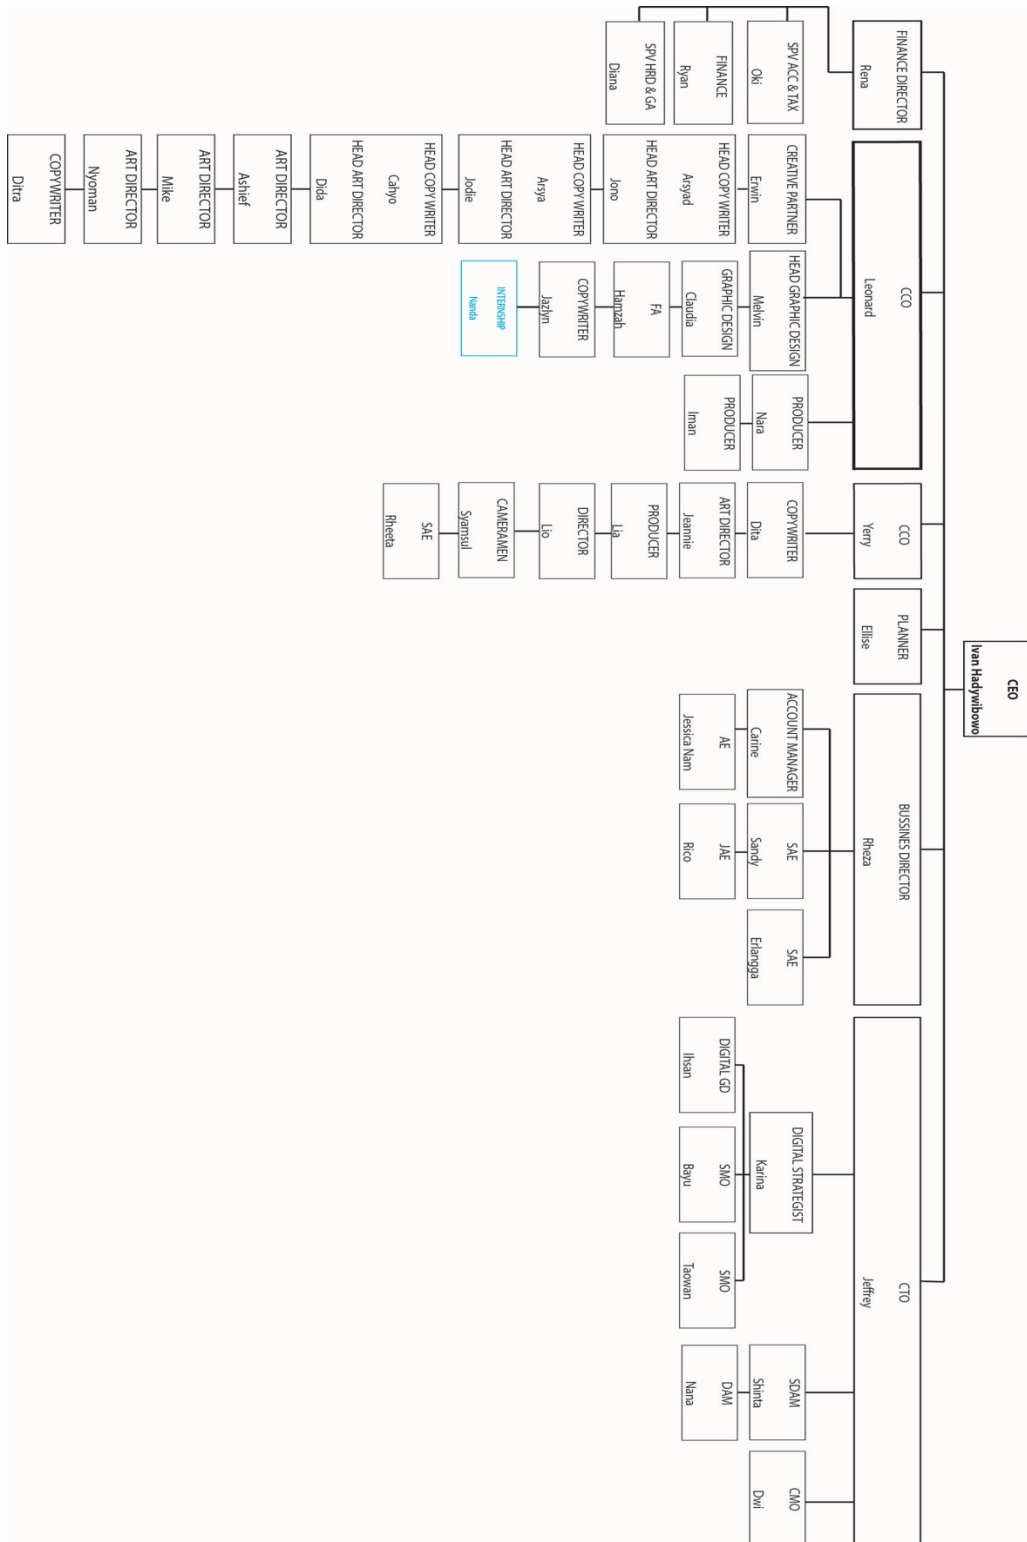 CEO
Ivan Hadywibowo
FINANCE DIRECTOR
Rena
SPV ACC & TAX
Oki
FINANCE
Ryan
SPV HRD & GA
Diana
CCO
Leonard
CREATIVE PARTNER
Erwin
HEAD COPY WRITER
Arsyad
HEAD ART DIRECTOR
Jono
HEAD COPY WRITER
Arsya
HEAD ART DIRECTOR
Jodie
HEAD COPY WRITER
Cahyo
HEAD ART DIRECTOR
Dida
ART DIRECTOR
Ashief
ART DIRECTOR
Mike
ART DIRECTOR
Nyoman
COPYWRITER
Ditra
HEAD GRAPHIC DESIGN
Melvin
GRAPHIC DESIGN
Claudia
FA
Hamzah
COPYWRITER
Jazlyn
INTERNSHIP
Nanda
PRODUCER
Nara
PRODUCER
Iman
CCO
Yerry
COPYWRITER
Dita
ART DIRECTOR
Jeannie
PRODUCER
Lia
DIRECTOR
Lio
CAMERAMEN
Syamsul
SAE
Rheeta
PLANNER
Ellise
BUSSINES DIRECTOR
Rheza
ACCOUNT MANAGER
Carine
AE
Jessica Nam
SAE
Sandy
JAE
Rico
SAE
Erlangga
CTO
Jeffrey
DIGITAL STRATEGIST
Karina
DIGITAL GD
Ihsan
SMO
Bayu
SMO
Taowan
SDAM
Shinta
DAM
Nana
CMO
Dwi